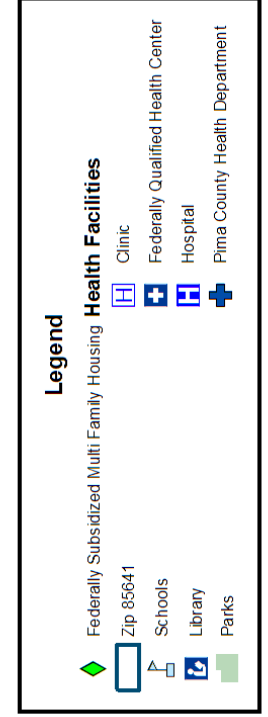 Legend
Federally Subsidized Multi Family Housing
Zip 85641
Schools
Library
Parks
Health Facilities
Clinic
Federally Qualified Health Center
Hospital
Pima County Health Department